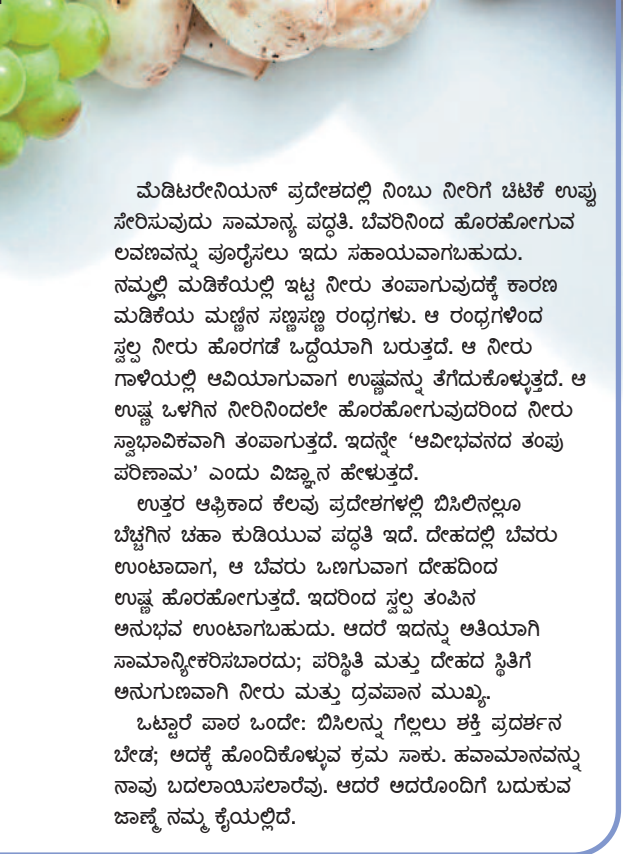 ಮೆಡಿಟರೇನಿಯನ್ ಪ್ರದೇಶದಲ್ಲಿ ನಿಂಬು ನೀರಿಗೆ ಚಿಟಿಕೆ ಉಪ್ಪು
ಸೇರಿಸುವುದು ಸಾಮಾನ್ಯ ಪದ್ಧತಿ. ಬೆವರಿನಿಂದ ಹೊರಹೋಗುವ
ಲವಣವನ್ನು ಪೂರೈಸಲು ಇದು ಸಹಾಯವಾಗಬಹುದು.
ನಮ್ಮಲ್ಲಿ ಮಡಿಕೆಯಲ್ಲಿ ಇಟ್ಟ ನೀರು ತಂಪಾಗುವುದಕ್ಕೆ ಕಾರಣ
ಮಡಿಕೆಯ ಮಣ್ಣಿನ ಸಣ್ಣಸಣ್ಣ ರಂಧ್ರಗಳು. ಆ ರಂಧ್ರಗಳಿಂದ
ಸ್ವಲ್ಪ ನೀರು ಹೊರಗಡೆ ಒದ್ದೆಯಾಗಿ ಬರುತ್ತದೆ. ಆ ನೀರು
ಗಾಳಿಯಲ್ಲಿ ಆವಿಯಾಗುವಾಗ ಉಷ್ಣವನ್ನು ತೆಗೆದುಕೊಳ್ಳುತ್ತದೆ. ಆ
ಉಷ್ಣ ಒಳಗಿನ ನೀರಿನಿಂದಲೇ ಹೊರಹೋಗುವುದರಿಂದ ನೀರು
ಸ್ವಾಭಾವಿಕವಾಗಿ ತಂಪಾಗುತ್ತದೆ. ಇದನ್ನೇ ‘ಆವೀಭವನದ ತಂಪು
ಪರಿಣಾಮ’ ಎಂದು ವಿಜ್ಞಾನ ಹೇಳುತ್ತದೆ.
ಉತ್ತರ ಆಫ್ರಿಕಾದ ಕೆಲವು ಪ್ರದೇಶಗಳಲ್ಲಿ ಬಿಸಿಲಿನಲ್ಲೂ
ಬೆಚ್ಚಗಿನ ಚಹಾ ಕುಡಿಯುವ ಪದ್ಧತಿ ಇದೆ. ದೇಹದಲ್ಲಿ ಬೆವರು
ಉಂಟಾದಾಗ, ಆ ಬೆವರು ಒಣಗುವಾಗ ದೇಹದಿಂದ
ಉಷ್ಣ ಹೊರಹೋಗುತ್ತದೆ. ಇದರಿಂದ ಸ್ವಲ್ಪ ತಂಪಿನ
ಅನುಭವ ಉಂಟಾಗಬಹುದು. ಆದರೆ ಇದನ್ನು ಅತಿಯಾಗಿ
ಸಾಮಾನ್ಯೀಕರಿಸಬಾರದು; ಪರಿಸ್ಥಿತಿ ಮತ್ತು ದೇಹದ ಸ್ಥಿತಿಗೆ
ಅನುಗುಣವಾಗಿ ನೀರು ಮತ್ತು ದ್ರವಪಾನ ಮುಖ್ಯ.
ಒಟ್ಟಾರೆ ಪಾಠ ಒಂದೇ: ಬಿಸಿಲನ್ನು ಗೆಲ್ಲಲು ಶಕ್ತಿ ಪ್ರದರ್ಶನ
ಬೇಡ; ಅದಕ್ಕೆ ಹೊಂದಿಕೊಳ್ಳುವ ಕ್ರಮ ಸಾಕು. ಹವಾಮಾನವನ್ನು
ನಾವು ಬದಲಾಯಿಸಲಾರೆವು. ಆದರೆ ಅದರೊಂದಿಗೆ ಬದುಕುವ
ಜಾಣ್ಮೆ ನಮ್ಮ ಕೈಯಲ್ಲಿದೆ.